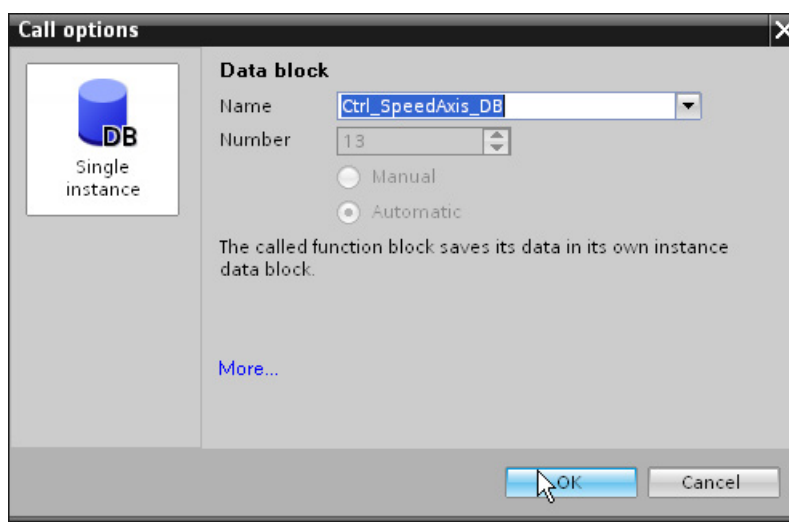 Call options
DB
Single
instance
Data block
Name
Ctrl_SpeedAxis_DB
Number
13
Manual
Automatic
The called function block saves its data in its own instance
data block.
More...
OK
Cancel